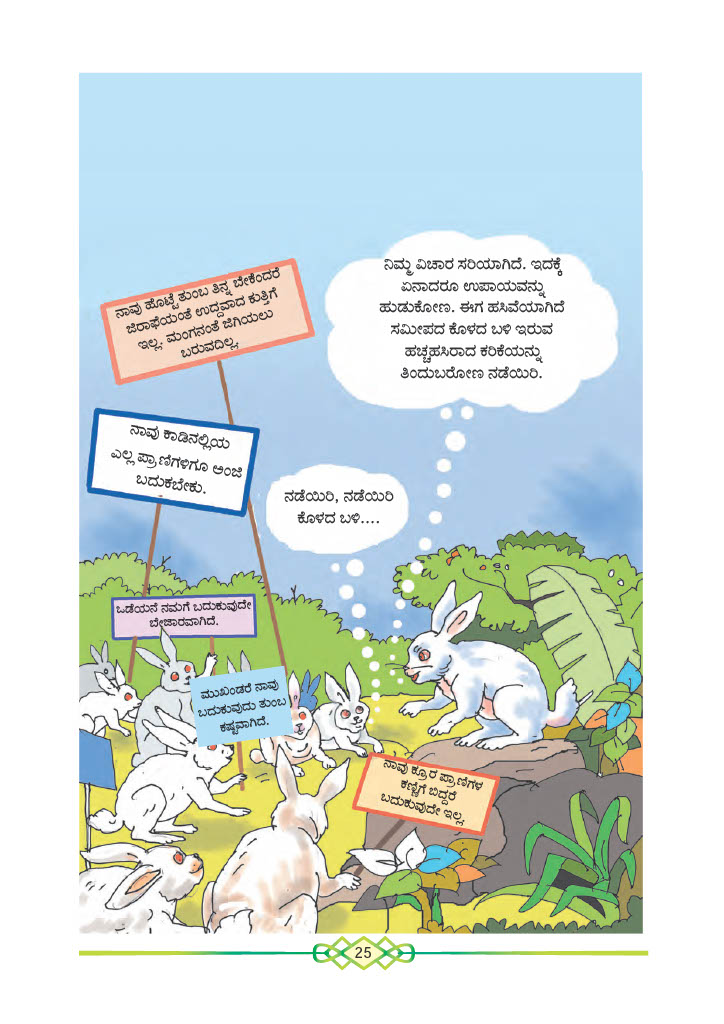 ನಾವು ಹೊಟ್ಟೆ ತುಂಬ ತಿನ್ನ ಬೇಕೆಂದರೆ
ಜಿರಾಫೆಯಂತೆ ಉದ್ದವಾದ ಕುತ್ತಿಗೆ
ಇಲ್ಲ. ಮಂಗನಂತೆ ಜಿಗಿಯಲು
ಬರುವದಿಲ್ಲ.
ನಿಮ್ಮ ವಿಚಾರ ಸರಿಯಾಗಿದೆ. ಇದಕ್ಕೆ
ಏನಾದರೂ ಉಪಾಯವನ್ನು
ಹುಡುಕೋಣ. ಈಗ ಹಸಿವೆಯಾಗಿದೆ
ಸಮೀಪದ ಕೊಳದ ಬಳಿ ಇರುವ
ಹಚ್ಚಹಸಿರಾದ ಕರಿಕೆಯನ್ನು
ತಿಂದುಬರೋಣ ನಡೆಯಿರಿ.
ನಾವು ಕಾಡಿನಲ್ಲಿಯ
ಎಲ್ಲ ಪ್ರಾಣಿಗಳಿಗೂ ಅಂಜಿ
ಬದುಕಬೇಕು.
ನಡೆಯಿರಿ, ನಡೆಯಿರಿ
ಕೊಳದ ಬಳಿ....
ಒಡೆಯನೆ ನಮಗೆ ಬದುಕುವುದೇ
ಬೇಜಾರವಾಗಿದೆ.
ಮುಖಂಡರೆ ನಾವು
ಬದುಕುವುದು ತುಂಬ
ಕಷ್ಟವಾಗಿದೆ.
ನಾವು ಕ್ರೂರ ಪ್ರಾಣಿಗಳ
ಕಣ್ಣಿಗೆ ಬಿದ್ದರೆ
ಬದುಕುವುದೇ ಇಲ್ಲ.
25